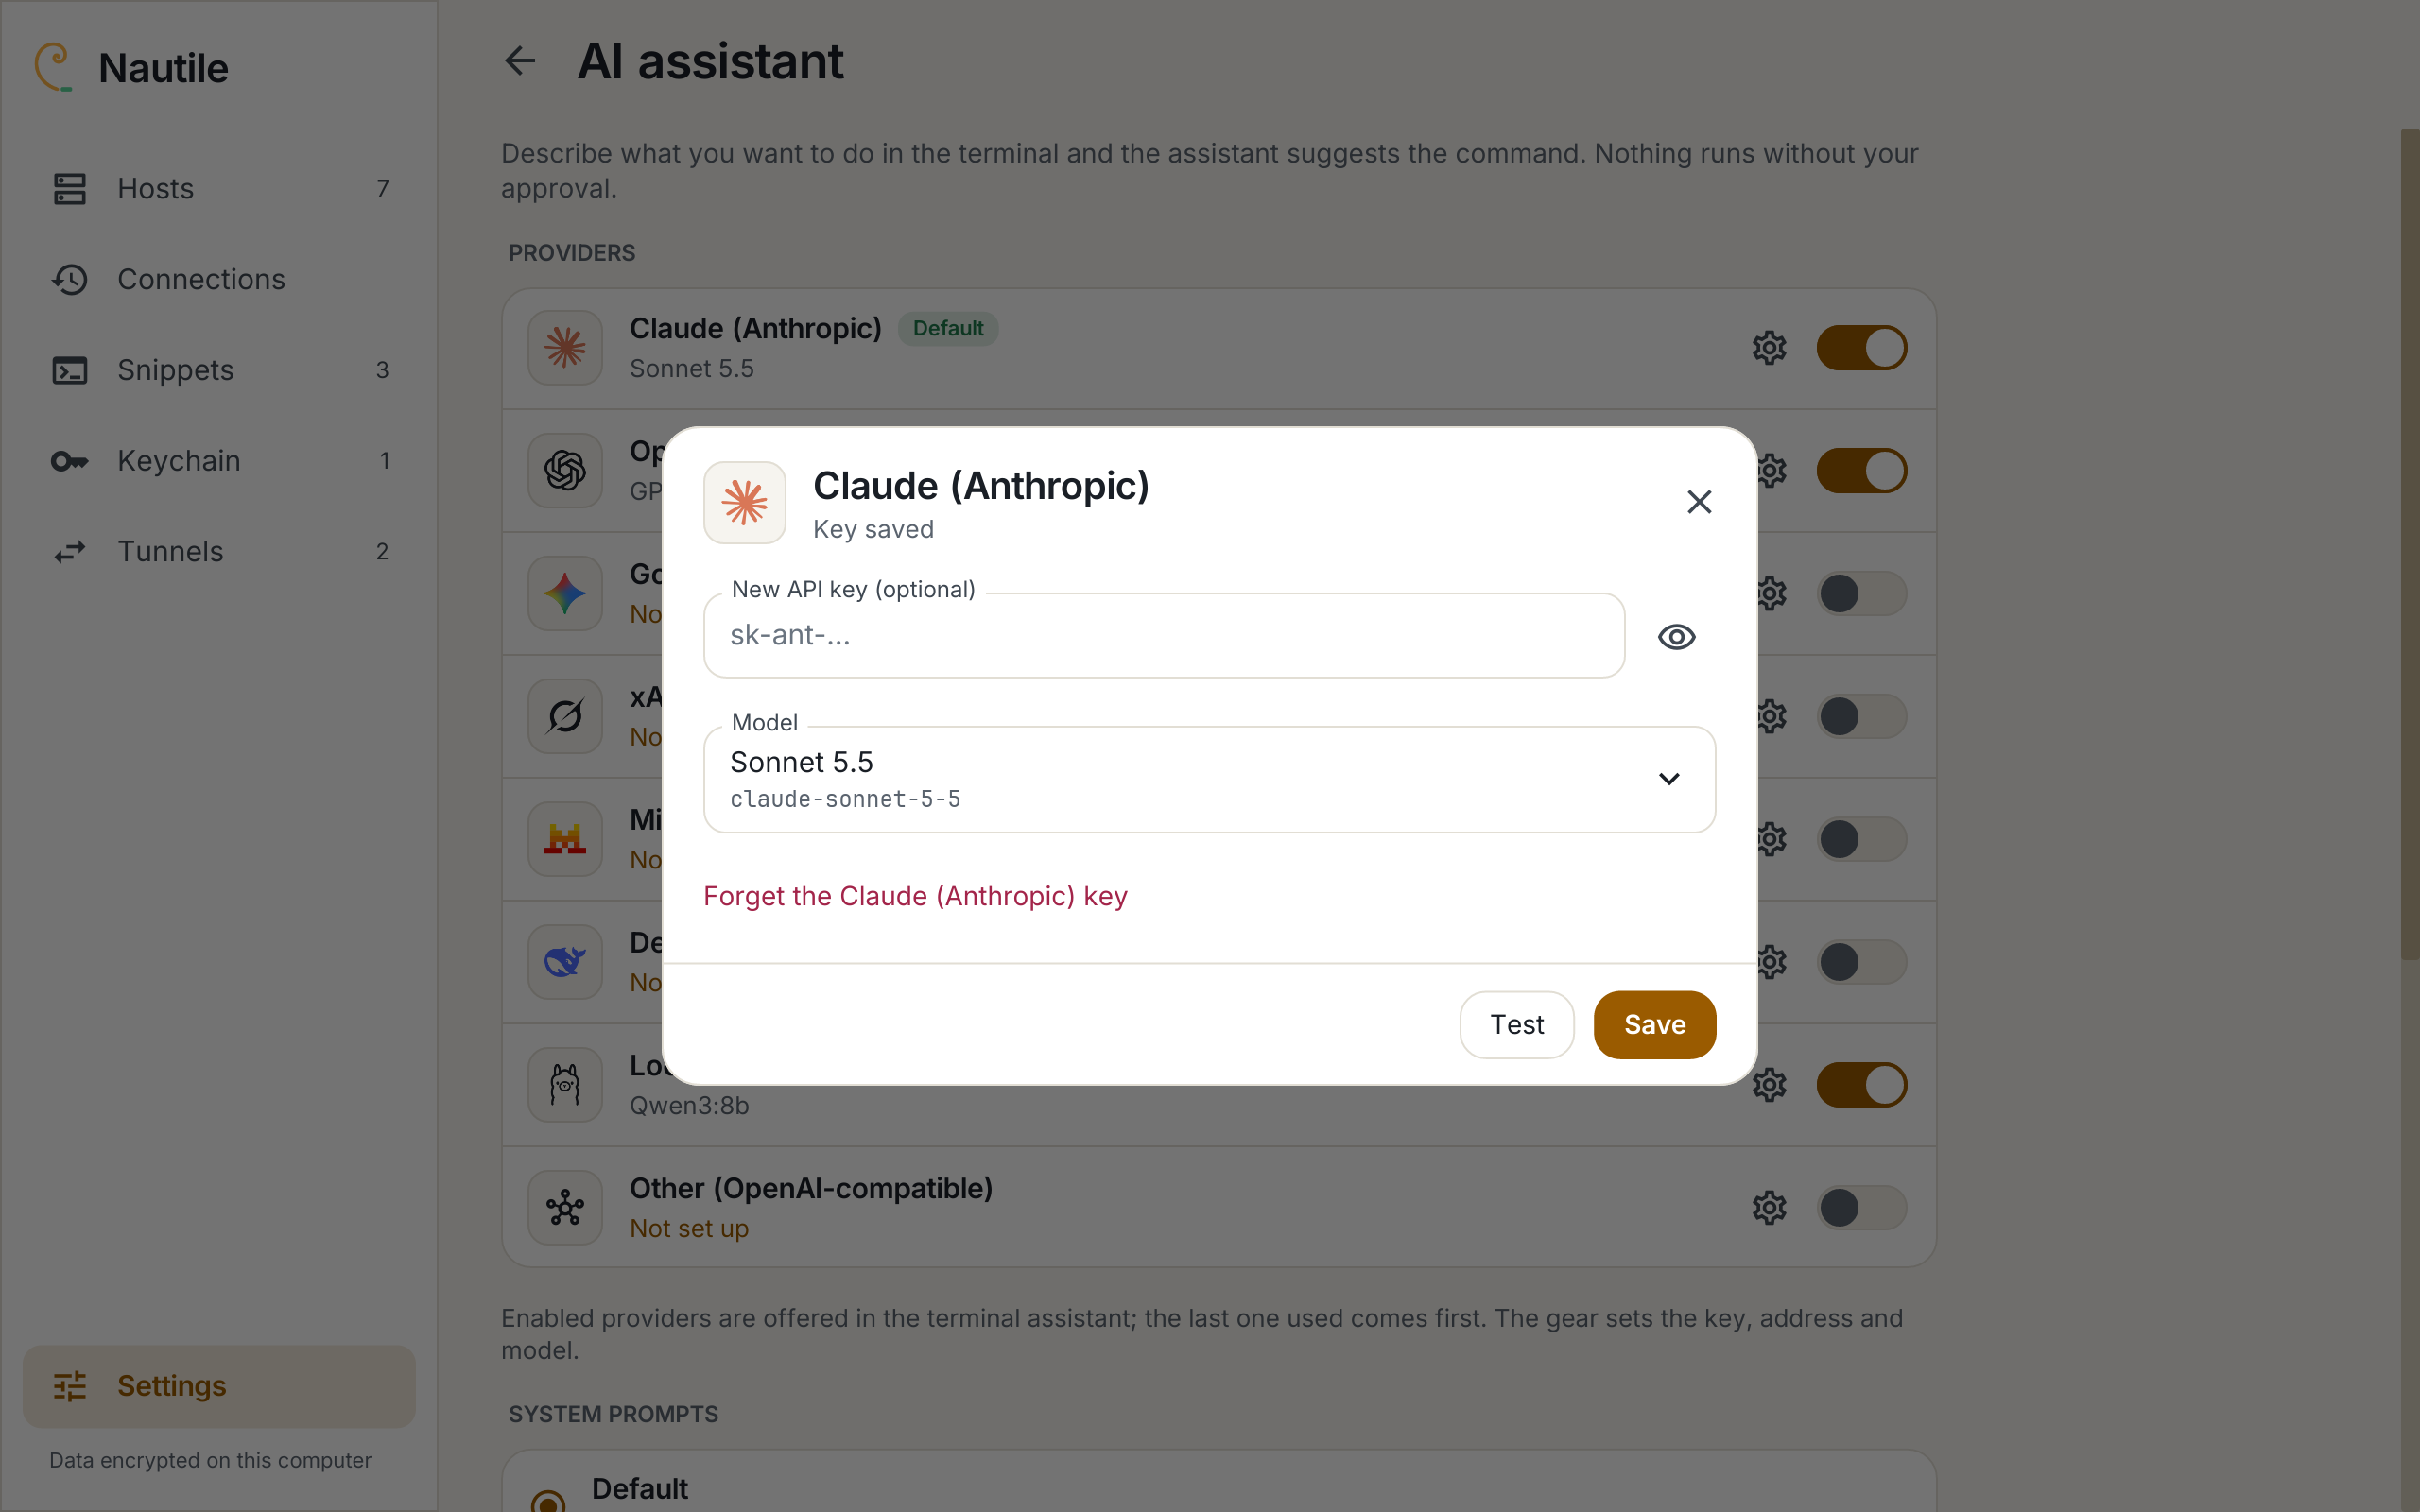 Nautile
Hosts 7
Connections
Snippets 3
Keychain 1
Tunnels 2
Settings
Data encrypted on this computer
AI assistant
Describe what you want to do in the terminal and the assistant suggests the command. Nothing runs without your
approval.
PROVIDERS
Claude (Anthropic) Default
Sonnet 5.5
Claude (Anthropic)
Key saved
New API key (optional)
sk-ant-...
Model
Sonnet 5.5
claude-sonnet-5-5
Forget the Claude (Anthropic) key
Test Save
Qwen3:8b
Other (OpenAI-compatible)
Not set up
Enabled providers are offered in the terminal assistant; the last one used comes first. The gear sets the key, address and
model.
SYSTEM PROMPTS
Default